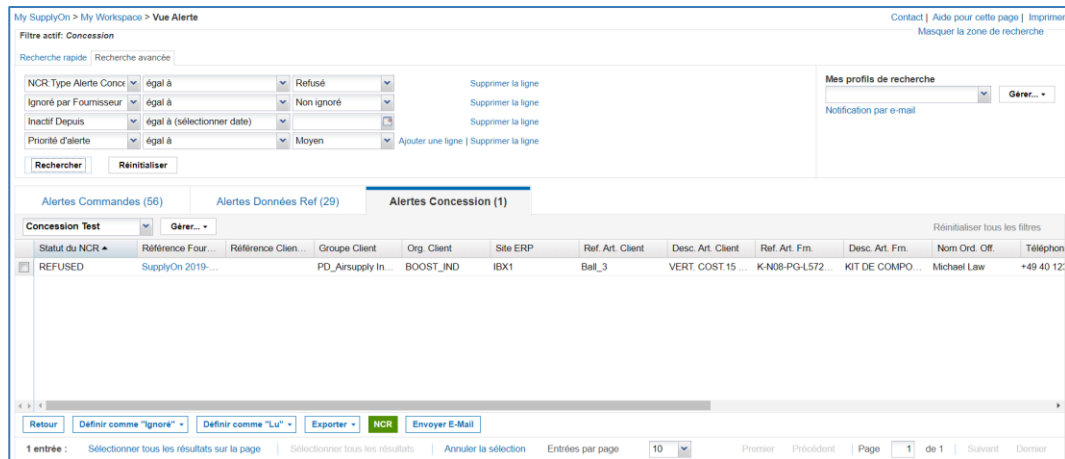 My SupplyOn > My Workspace > Vue Alerte
Contact | Aide pour cette page | Imprimer
Filtre actif: Concession
Masquer la zone de recherche
Recherche rapide Recherche avancée
NCR:Type Alerte Conce égal à Refusé Supprimer la ligne
Ignoré par Fournisseur égal à Non ignoré Supprimer la ligne
Inactif Depuis égal à (sélectionner date) Supprimer la ligne
Priorité d'alerte égal à Moyen Ajouter une ligne | Supprimer la ligne
Rechercher Réinitialiser
Mes profils de recherche
Gérer...
Notification par e-mail
Alertes Commandes (56) Alertes Données Ref (29) Alertes Concession (1)
Concession Test Gérer... Réinitialiser tous les filtres
Statut du NCR Référence Four... Référence Clien... Groupe Client Org. Client Site ERP Ref. Art. Client Desc. Art. Client Ref. Art. Frn. Desc. Art. Frn. Nom Ord. Off. Téléphon
REFUSED SupplyOn 2019-... PD_Airsupply In... BOOST_IND IBX1 Ball_3 VERT. COST.15 ... K-N08-PG-L572... KIT DE COMPO... Michael Law +49 40 123
Retour Définir comme "Ignoré" Définir comme "Lu" Exporter NCR Envoyer E-Mail
1 entrée : Sélectionner tous les résultats sur la page | Sélectionner tous les résultats | Annuler la sélection Entrées par page 10 Premier Précédent | Page 1 de 1 | Suivant Dernier